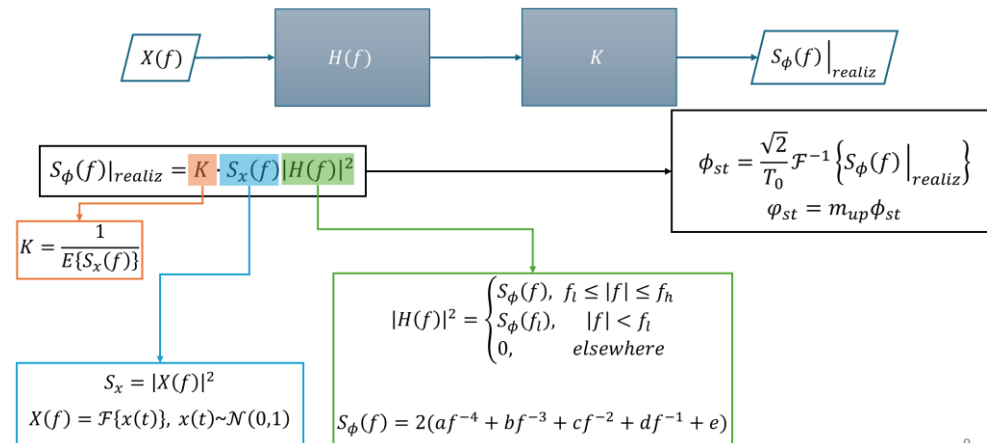 X(f)
H(f)
K
S_ϕ(f)|_realiz
S_ϕ(f)|_realiz = K · S_x(f)|H(f)|^2
ϕ_st = √2/T_0 ℱ^{-1}{S_ϕ(f)|_realiz}
φ_st = m_up ϕ_st
K = 1/E{S_x(f)}
|H(f)|^2 = { S_ϕ(f), f_l ≤ |f| ≤ f_h
S_ϕ(f_l), |f| < f_l
0, elsewhere
S_x = |X(f)|^2
X(f) = ℱ{x(t)}, x(t)~𝒩(0,1)
S_ϕ(f) = 2(af^{-4} + bf^{-3} + cf^{-2} + df^{-1} + e)